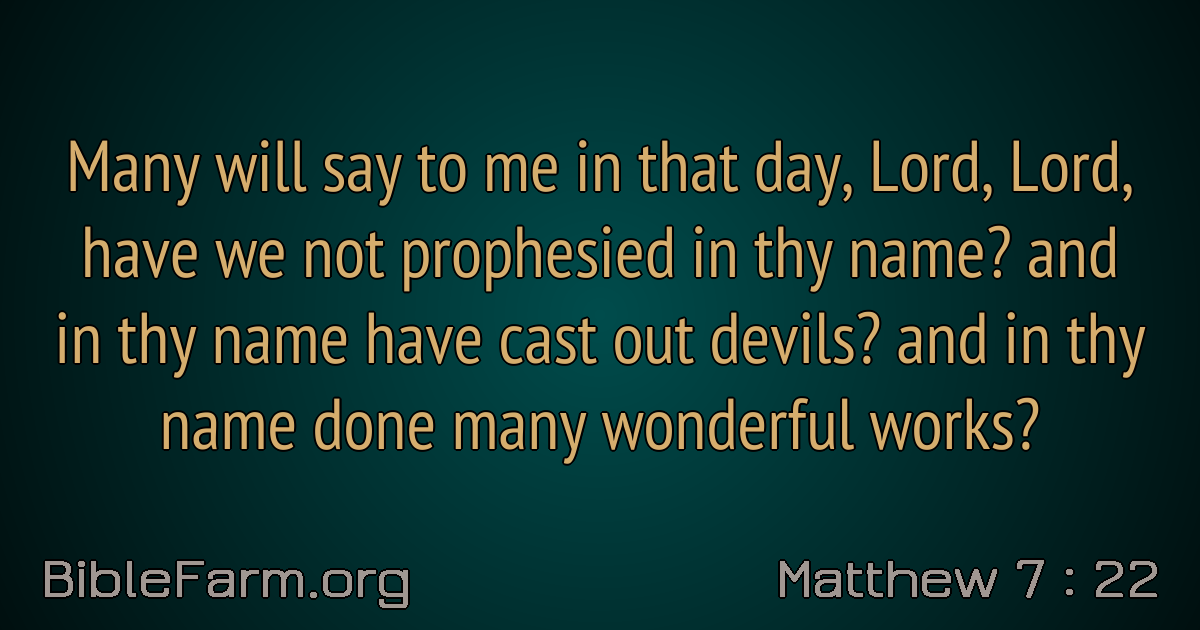 Many will say to me in that day, Lord, Lord,
have we not prophesied in thy name? and
in thy name have cast out devils? and in thy
name done many wonderful works?
BibleFarm.org
Matthew 7 : 22